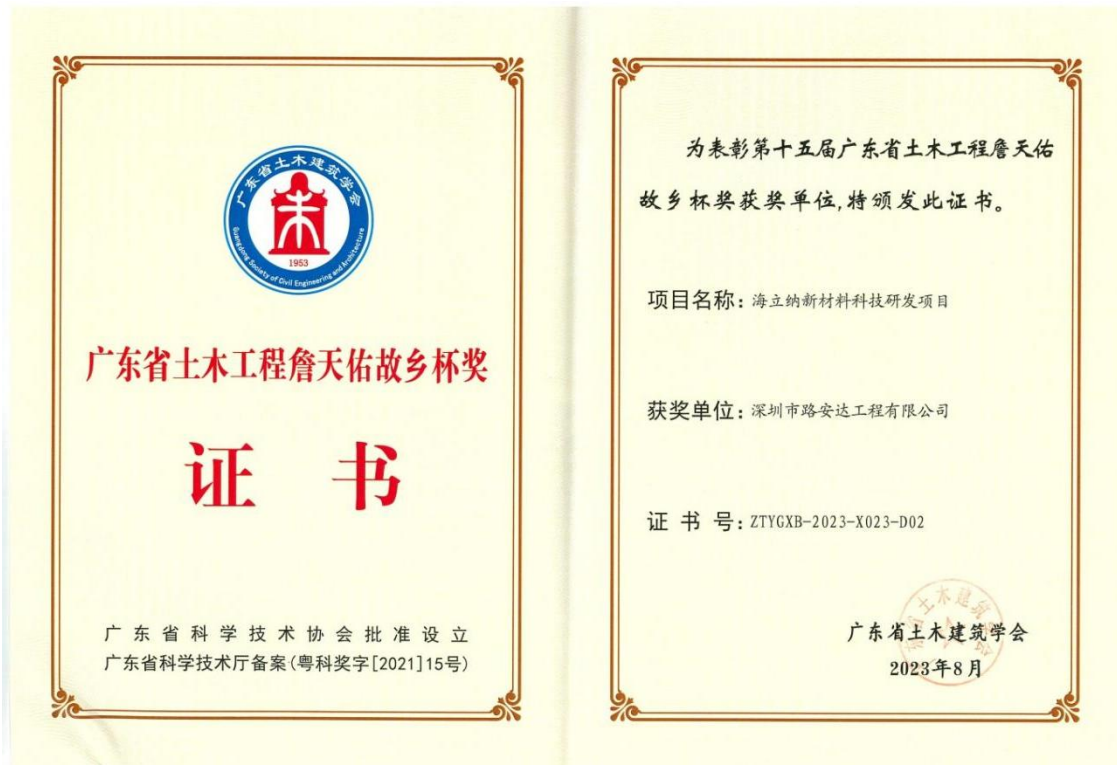 广东省土木建筑学会
1953
Guangdong Society of Civil Engineering and Architecture
广东省土木工程詹天佑故乡杯奖
证 书
广东省科学技术协会批准设立
广东省科学技术厅备案(粤科奖字[2021]15号)
为表彰第十五届广东省土木工程詹天佑
故乡杯奖获奖单位,特颁发此证书。
项目名称: 海立纳新材料科技研发项目
获奖单位: 深圳市路安达工程有限公司
证 书 号: ZTYGXB-2023-X023-D02
广东省土木建筑学会
2023年8月